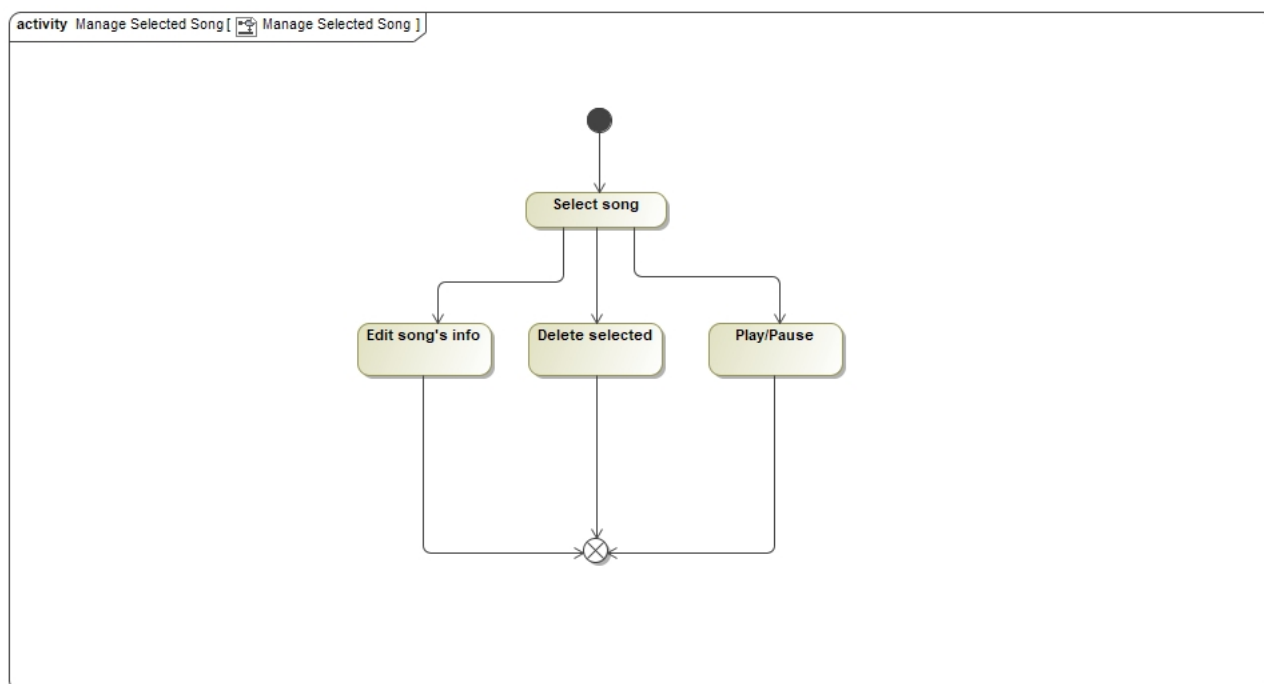 activity Manage Selected Song [ Manage Selected Song ]
Select song
Edit song's info
Delete selected
Play/Pause